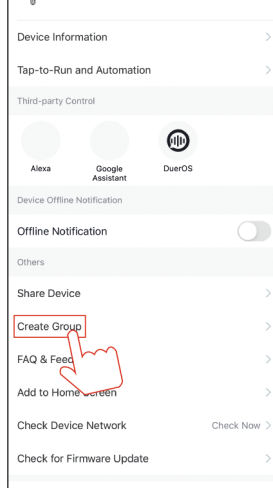 Device Information
Tap-to-Run and Automation
Third-party Control
Alexa
Google
Assistant
DuerOS
Device Offline Notification
Offline Notification
Others
Share Device
Create Group
FAQ & Feed
Add to Home Screen
Check Device Network
Check Now
Check for Firmware Update